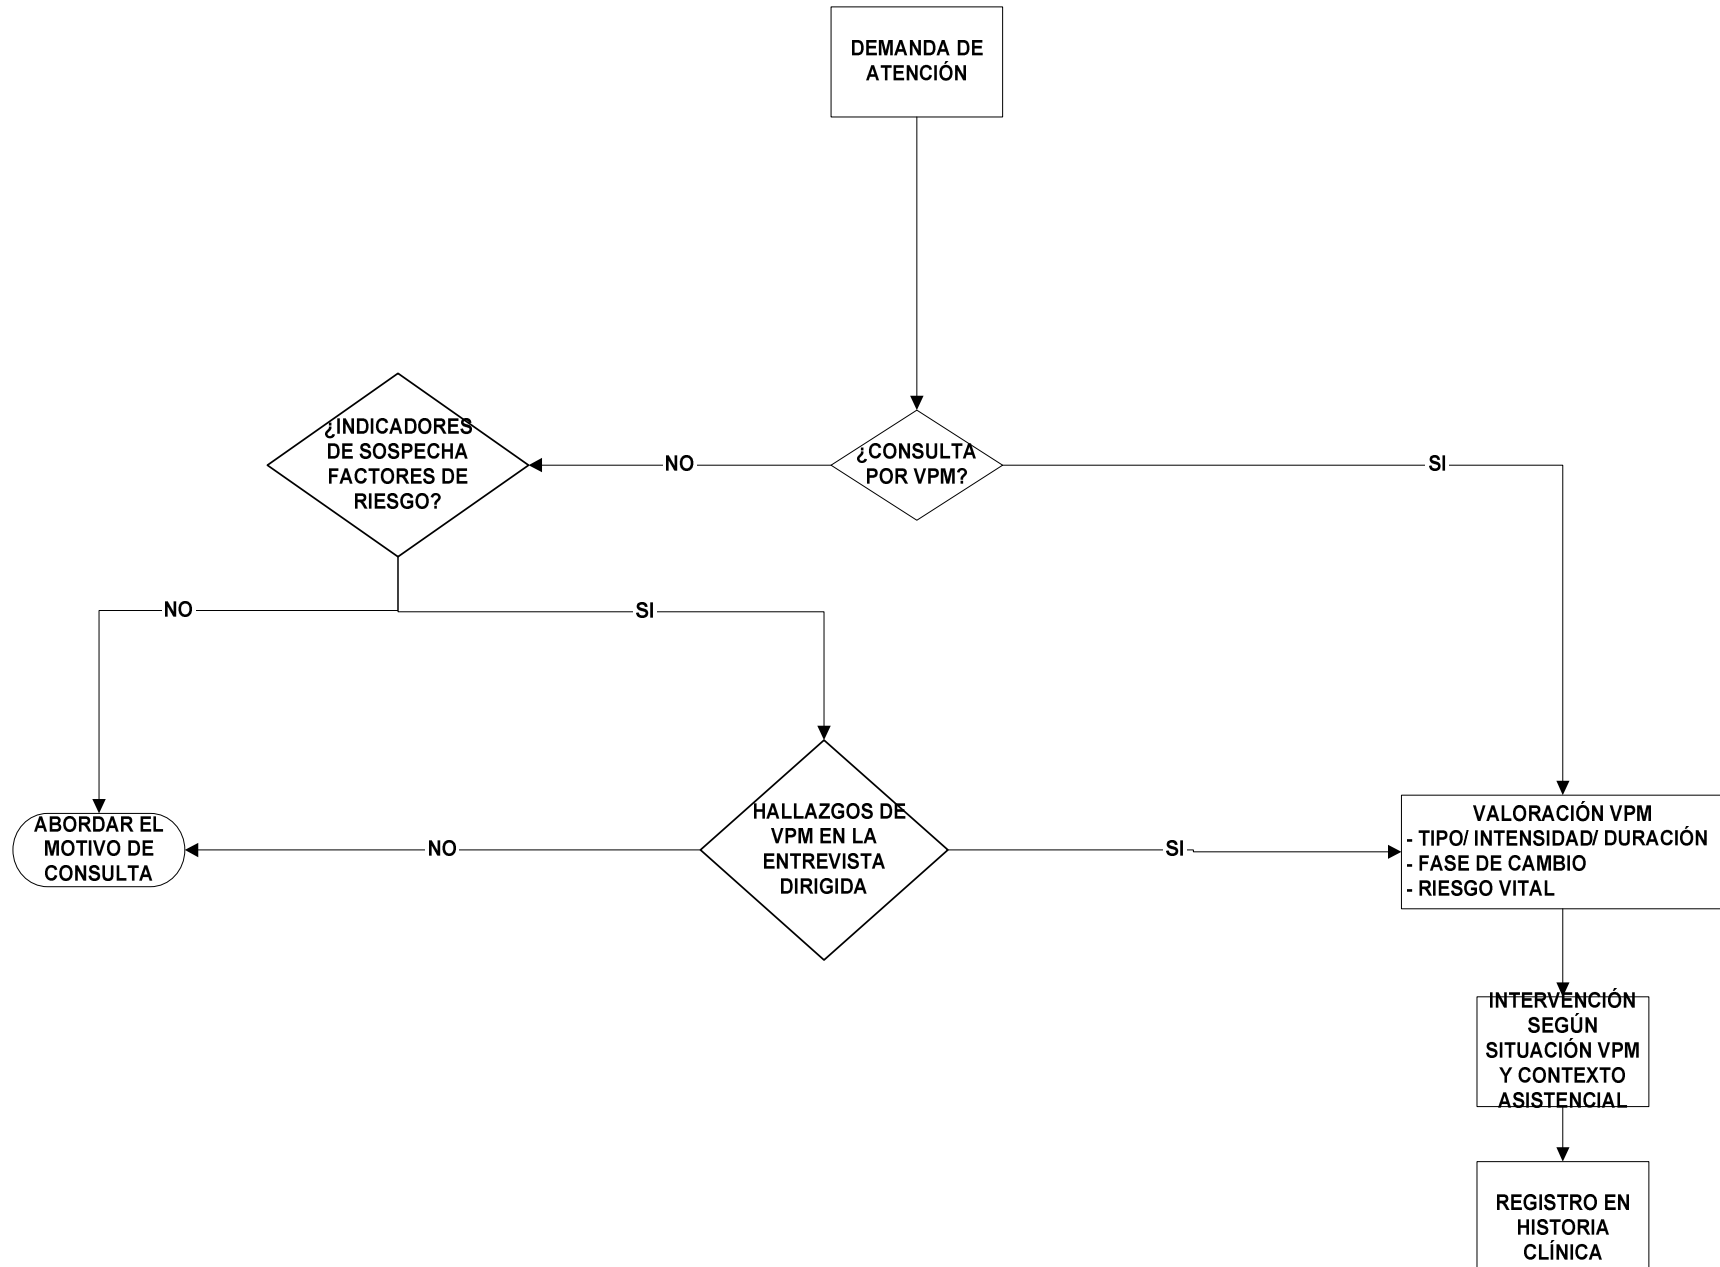 DEMANDA DE
ATENCIÓN
¿INDICADORES
DE SOSPECHA
FACTORES DE
RIESGO?
NO
¿CONSULTA
POR VPM?
SI
NO
SI
HALLAZGOS DE
VPM EN LA
ENTREVISTA
DIRIGIDA
ABORDAR EL
MOTIVO DE
CONSULTA
NO
SI
VALORACIÓN VPM
- TIPO/ INTENSIDAD/ DURACIÓN
- FASE DE CAMBIO
- RIESGO VITAL
INTERVENCIÓN
SEGÚN
SITUACIÓN VPM
Y CONTEXTO
ASISTENCIAL
REGISTRO EN
HISTORIA
CLÍNICA